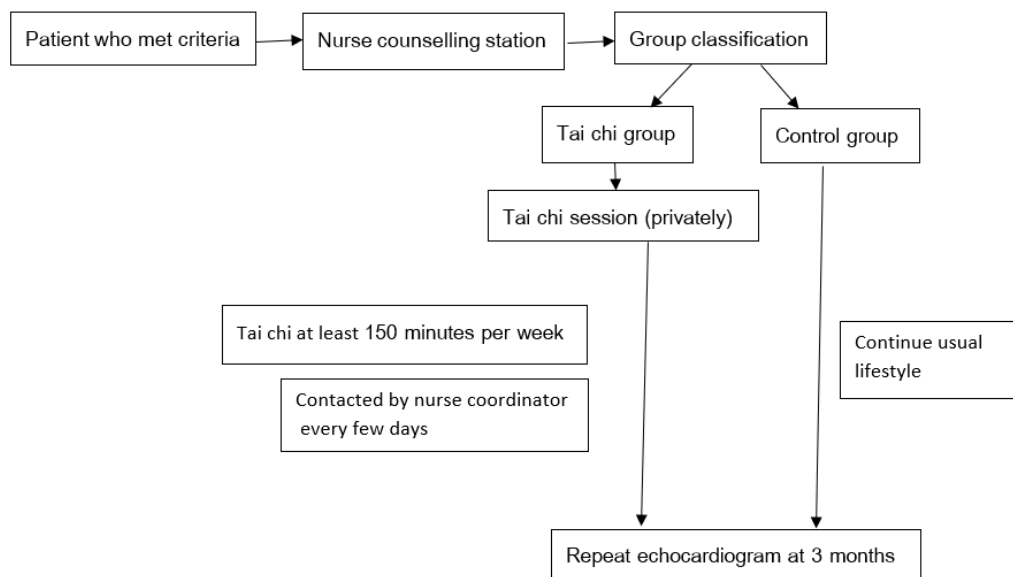 Patient who met criteria
Nurse counselling station
Group classification
Tai chi group
Control group
Tai chi session (privately)
Tai chi at least 150 minutes per week
Continue usual
lifestyle
Contacted by nurse coordinator
every few days
Repeat echocardiogram at 3 months